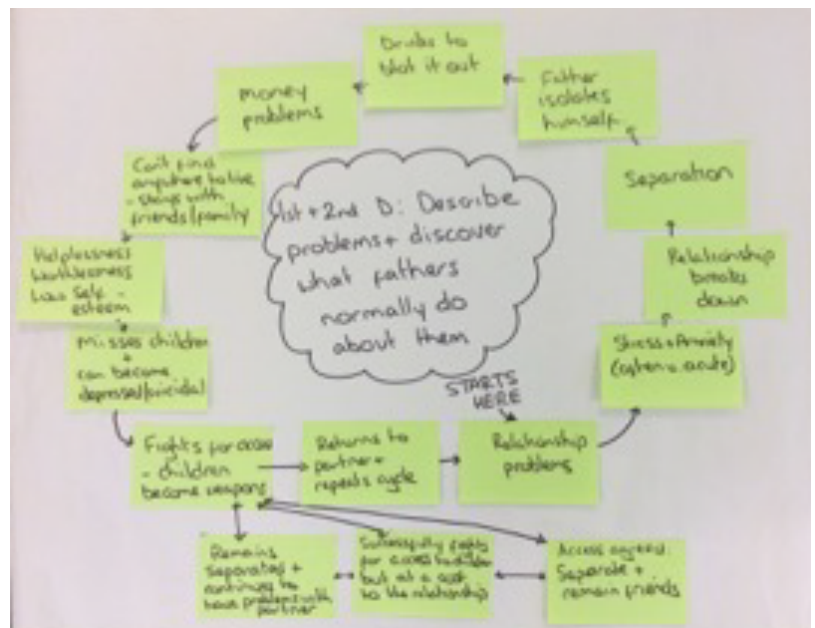 1st + 2nd D: Describe
problems + discover
what fathers
normally do
about them
STARTS
HERE
Relationship
problems
Stress + Anxiety
(often acute)
Relationship
breaks
down
Separation
Father
isolates
himself
Drinks to
blot it out
Money
problems
Can't find
anywhere to live
- Stays with
friends/family
Helplessness
Worthlessness
Low Self-
esteem
Misses children
+
can become
depressed/suicidal
Fights for access
- children
become weapons
Returns to
partner +
repeats cycle
Remains
separated +
continues to
have problems with
partner
Successfully fights
for access to children
but at a cost
to the relationship
Access agreed.
Separate +
remain friends